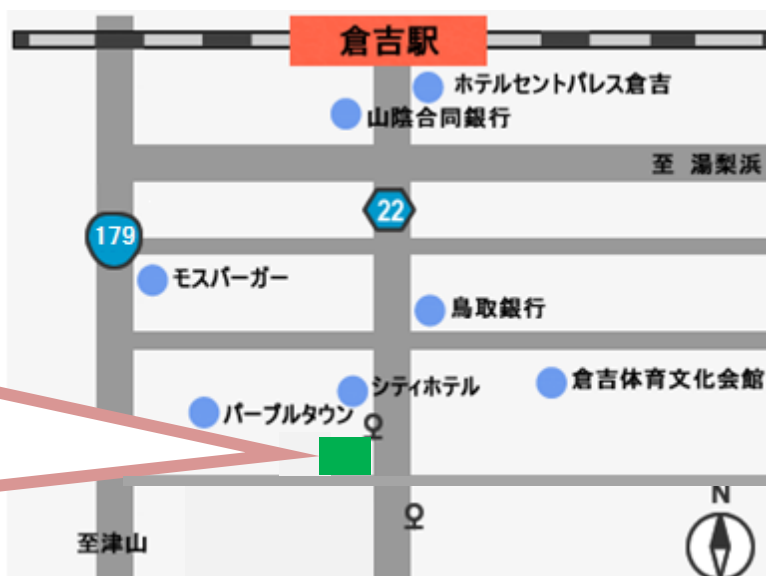 倉吉駅
ホテルセントパレス倉吉
山陰合同銀行
至 湯梨浜
22
179
モスバーガー
鳥取銀行
倉吉体育文化会館
シティホテル
パープルタウン
N
至津山